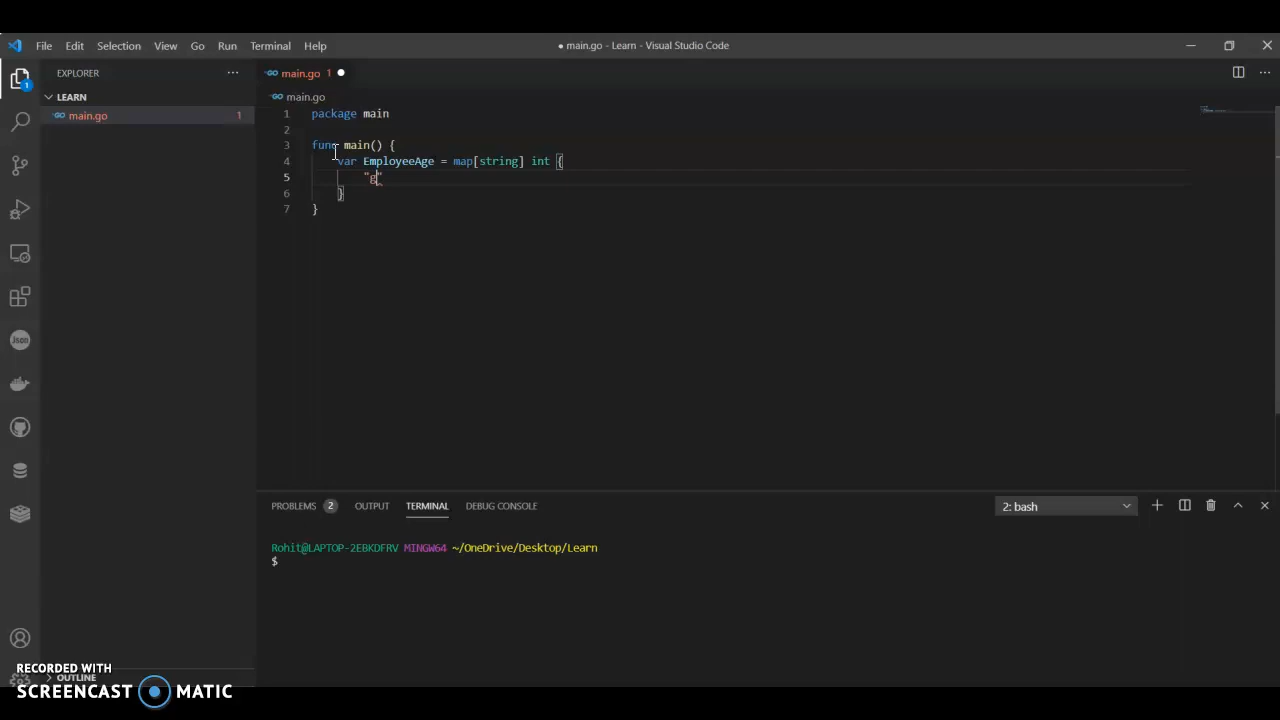 File Edit Selection View Go Run Terminal Help
● main.go - Learn - Visual Studio Code
EXPLORER ···
main.go 1 ●
1
LEARN
main.go
main.go 1
1 package main
2
3 func main() {
4 var EmployeeAge = map[string] int {
5 "g"
6 }
7 }
Json
PROBLEMS 2 OUTPUT TERMINAL DEBUG CONSOLE
2: bash
Rohit@LAPTOP-2EBKDFRV MINGW64 ~/OneDrive/Desktop/Learn
$
OUTLINE
RECORDED WITH
SCREENCAST MATIC